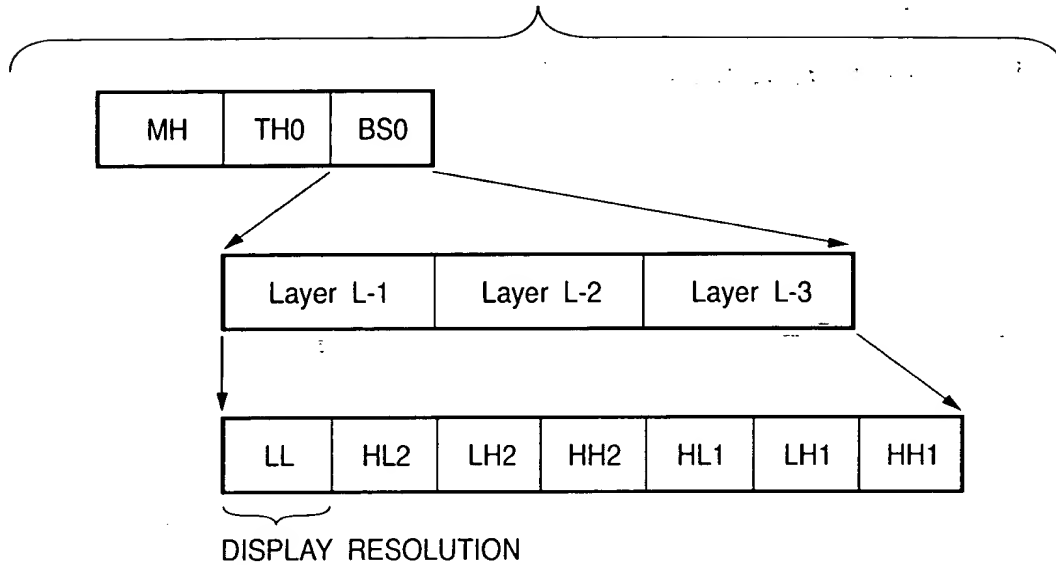 MH TH0 BS0
Layer L-1 Layer L-2 Layer L-3
LL HL2 LH2 HH2 HL1 LH1 HH1
DISPLAY RESOLUTION